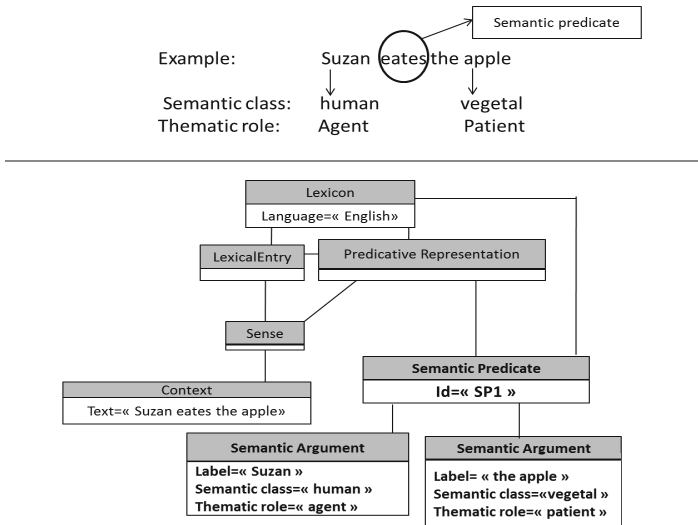 Semantic predicate
Example: Suzan eates the apple
Semantic class: human vegetal
Thematic role: Agent Patient
Lexicon
Language=« English»
LexicalEntry
Predicative Representation
Sense
Semantic Predicate
Id=« SP1 »
Context
Text=« Suzan eates the apple»
Semantic Argument
Label=« Suzan »
Semantic class=« human »
Thematic role=« agent »
Semantic Argument
Label= « the apple »
Semantic class=«vegetal »
Thematic role=« patient »